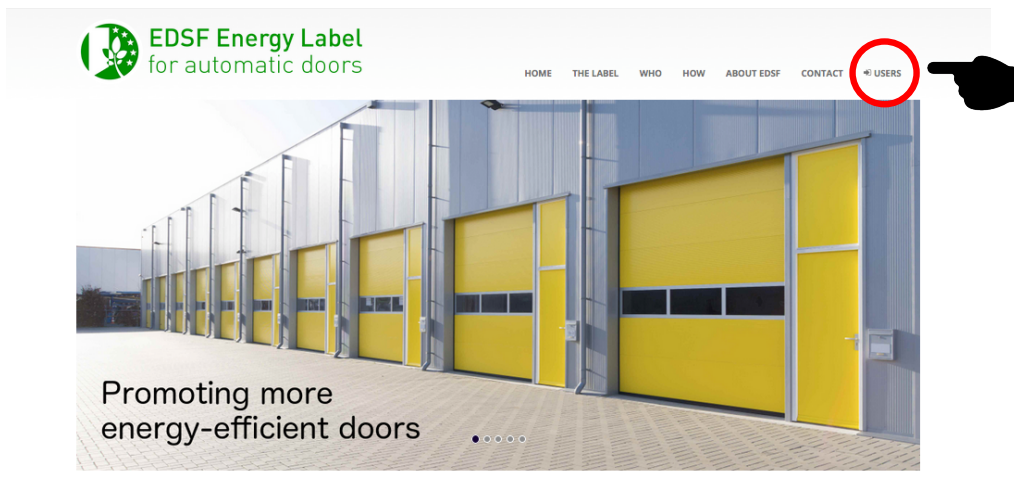 EDSF Energy Label
for automatic doors
HOME THE LABEL WHO HOW ABOUT EDSF CONTACT USERS
Promoting more
energy-efficient doors